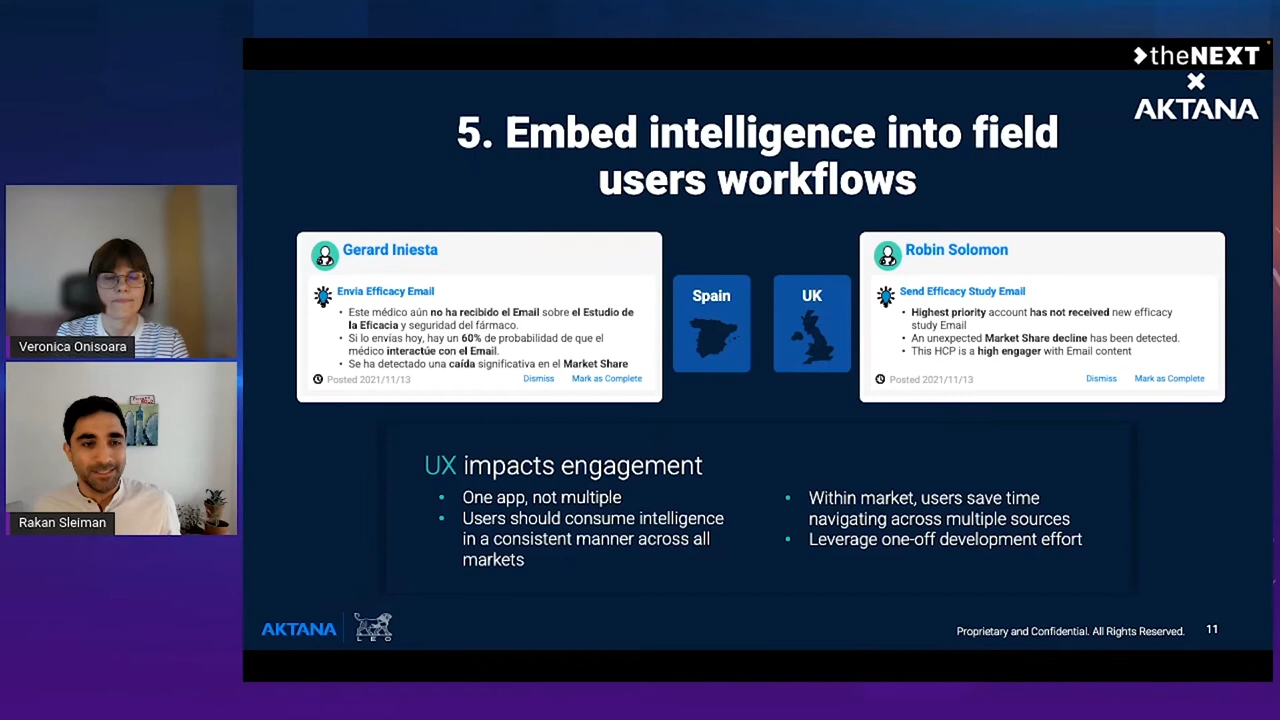 theNEXT
AKTANA
5. Embed intelligence into field
users workflows
Gerard Iniesta
Envia Efficacy Email
• Este médico aún no ha recibido el Email sobre el Estudio de
la Eficacia y seguridad del fármaco.
• Si lo envías hoy, hay un 60% de probabilidad de que el
médico interactúe con el Email.
• Se ha detectado una caída significativa en el Market Share
Posted 2021/11/13
Dismiss
Mark as Complete
Spain
UK
Robin Solomon
Send Efficacy Study Email
• Highest priority account has not received new efficacy
study Email
• An unexpected Market Share decline has been detected.
• This HCP is a high engager with Email content
Posted 2021/11/13
Dismiss
Mark as Complete
Veronica Onisoara
Rakan Sleiman
UX impacts engagement
• One app, not multiple
• Users should consume intelligence
in a consistent manner across all
markets
• Within market, users save time
navigating across multiple sources
• Leverage one-off development effort
AKTANA
LEO
Proprietary and Confidential. All Rights Reserved.
11